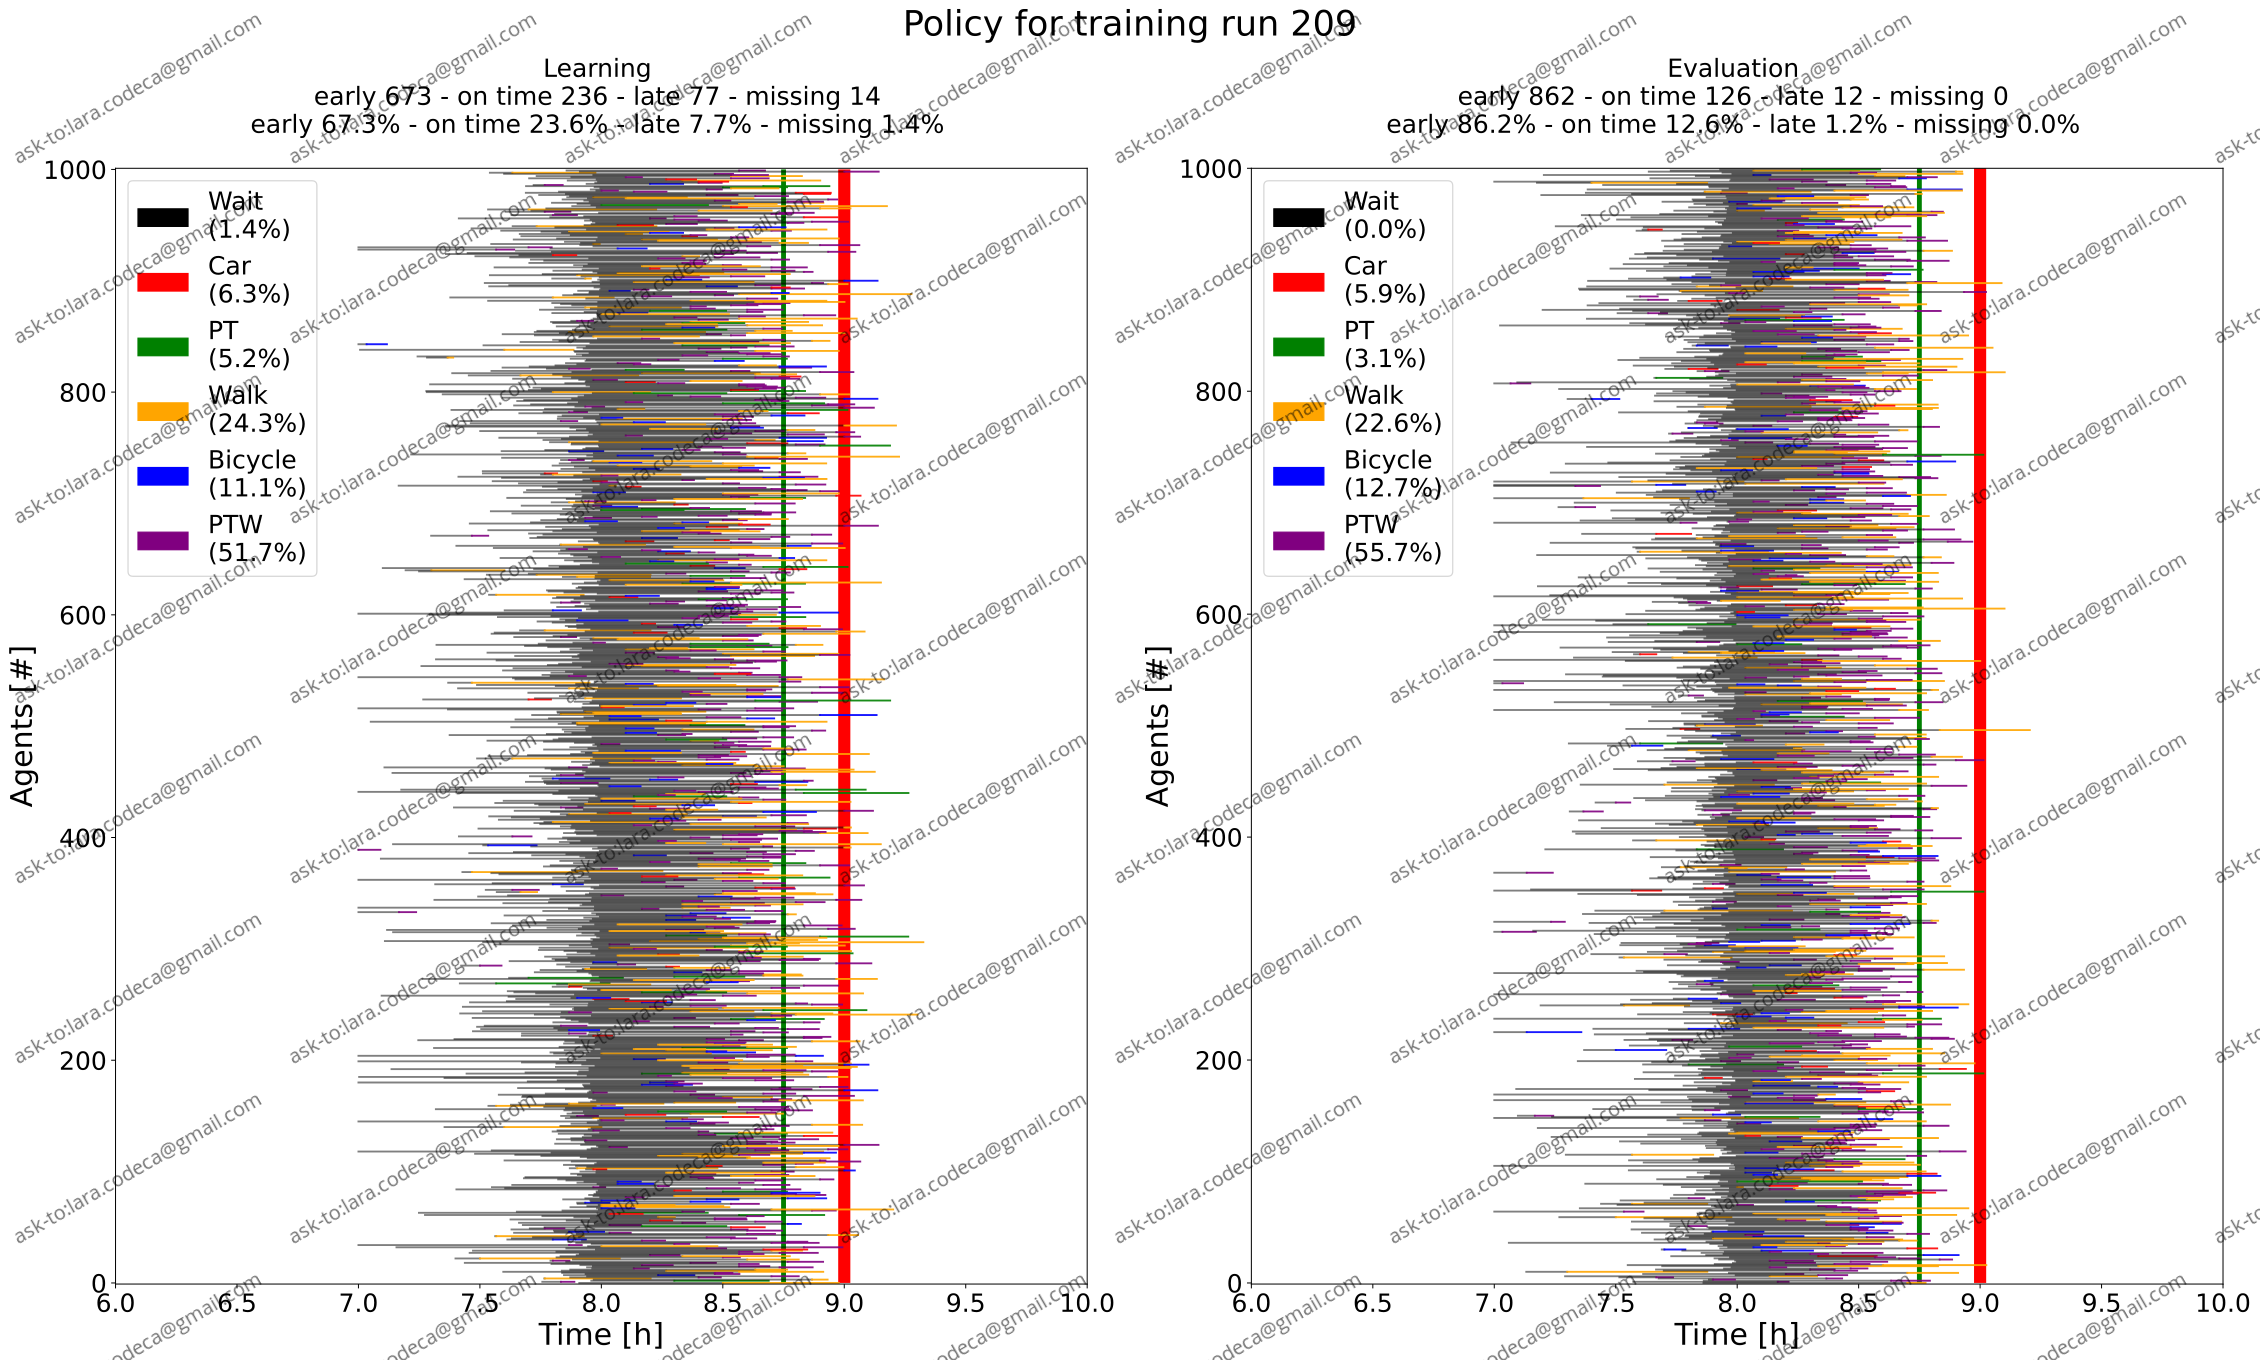 Policy for training run 209
Learning
early 673 - on time 236 - late 77 - missing 14
early 67.3% - on time 23.6% - late 7.7% - missing 1.4%
Evaluation
early 862 - on time 126 - late 12 - missing 0
early 86.2% - on time 12.6% - late 1.2% - missing 0.0%
Agents [#]
1000
800
600
400
200
0
Wait
(1.4%)
Car
(6.3%)
PT
(5.2%)
Walk
(24.3%)
Bicycle
(11.1%)
PTW
(51.7%)
6.0 6.5 7.0 7.5 8.0 8.5 9.0 9.5 10.0
Time [h]
Agents [#]
1000
800
600
400
200
0
Wait
(0.0%)
Car
(5.9%)
PT
(3.1%)
Walk
(22.6%)
Bicycle
(12.7%)
PTW
(55.7%)
6.0 6.5 7.0 7.5 8.0 8.5 9.0 9.5 10.0
Time [h]
ask-to:lara.codeca@gmail.com